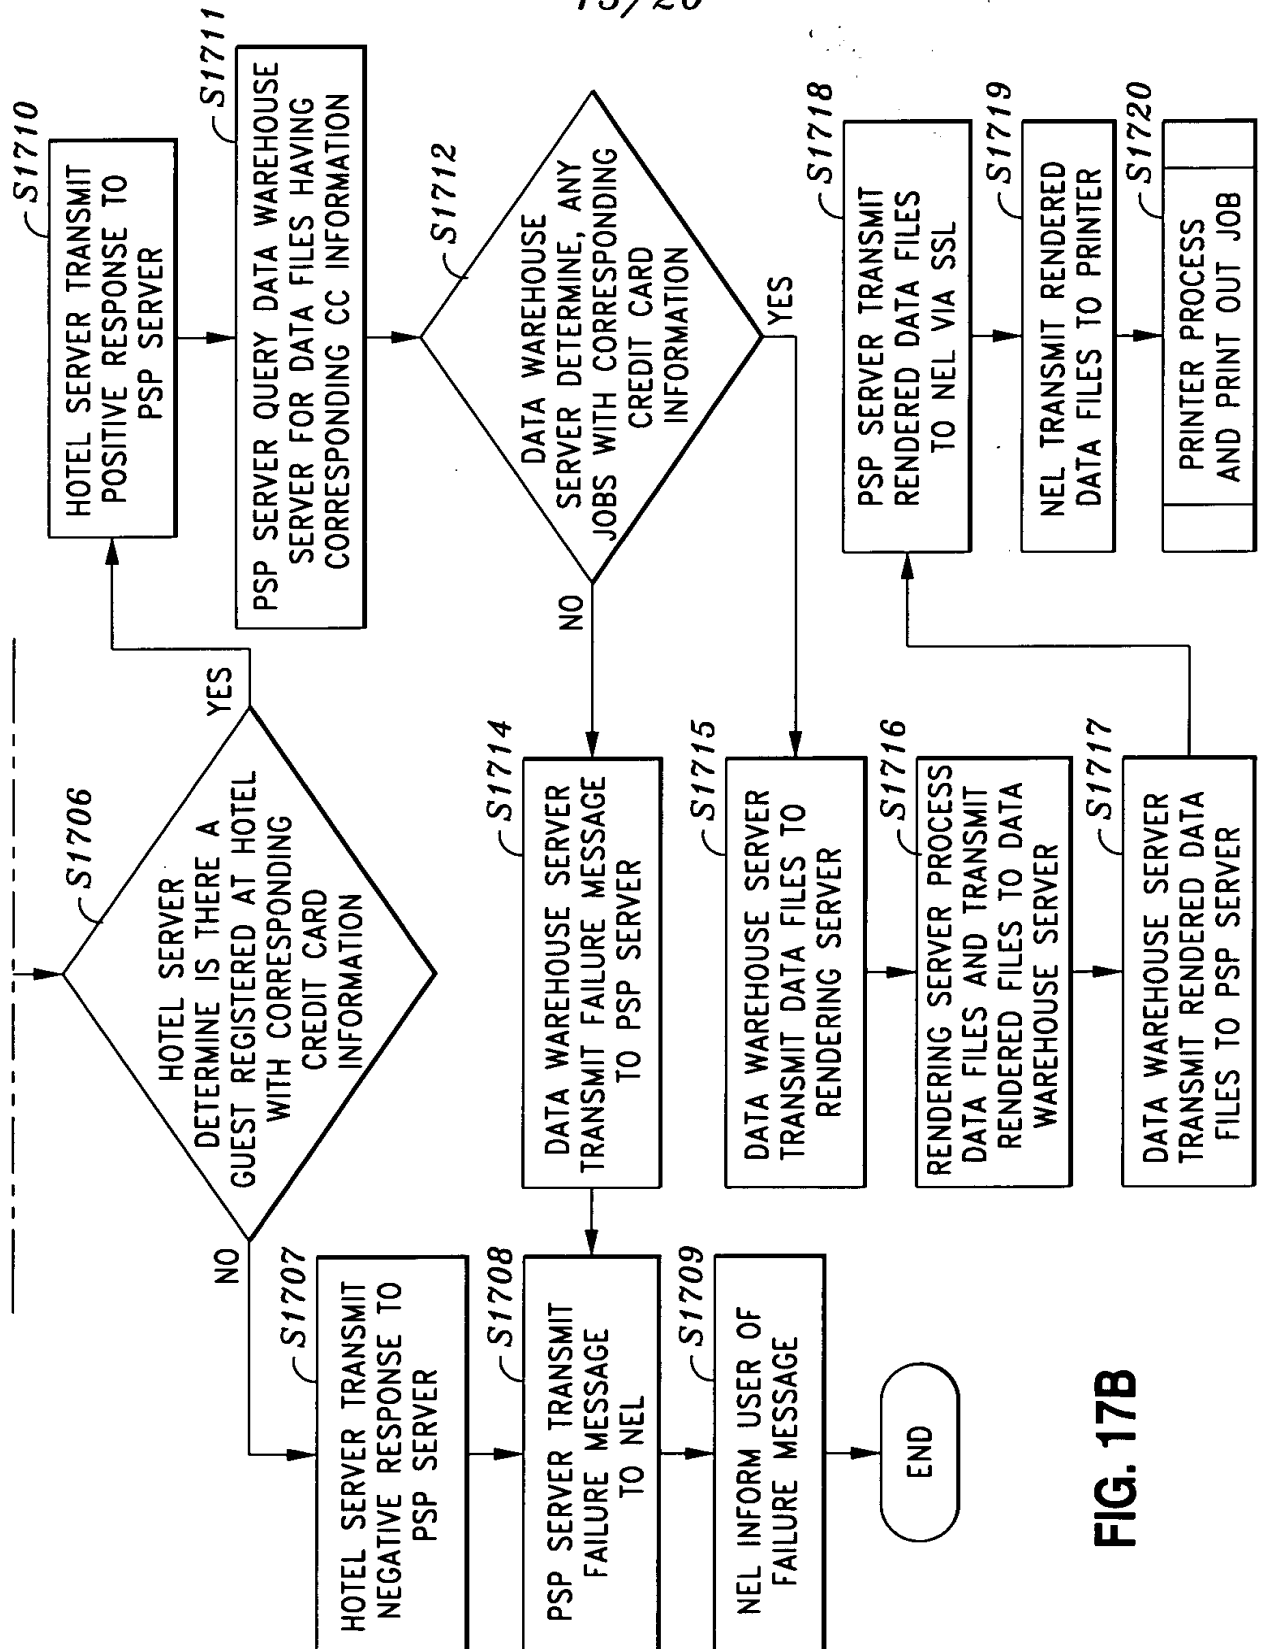 13/20
S1706
HOTEL SERVER
DETERMINE IS THERE A
GUEST REGISTERED AT HOTEL
WITH CORRESPONDING
CREDIT CARD
INFORMATION
NO
YES
S1707
HOTEL SERVER TRANSMIT
NEGATIVE RESPONSE TO
PSP SERVER
S1708
PSP SERVER TRANSMIT
FAILURE MESSAGE
TO NEL
S1709
NEL INFORM USER OF
FAILURE MESSAGE
END
S1710
HOTEL SERVER TRANSMIT
POSITIVE RESPONSE TO
PSP SERVER
S1711
PSP SERVER QUERY DATA WAREHOUSE
SERVER FOR DATA FILES HAVING
CORRESPONDING CC INFORMATION
S1712
DATA WAREHOUSE
SERVER DETERMINE, ANY
JOBS WITH CORRESPONDING
CREDIT CARD
INFORMATION
NO
YES
S1714
DATA WAREHOUSE SERVER
TRANSMIT FAILURE MESSAGE
TO PSP SERVER
S1715
DATA WAREHOUSE SERVER
TRANSMIT DATA FILES TO
RENDERING SERVER
S1716
RENDERING SERVER PROCESS
DATA FILES AND TRANSMIT
RENDERED FILES TO DATA
WAREHOUSE SERVER
S1717
DATA WAREHOUSE SERVER
TRANSMIT RENDERED DATA
FILES TO PSP SERVER
S1718
PSP SERVER TRANSMIT
RENDERED DATA FILES
TO NEL VIA SSL
S1719
NEL TRANSMIT RENDERED
DATA FILES TO PRINTER
S1720
PRINTER PROCESS
AND PRINT OUT JOB
FIG. 17B